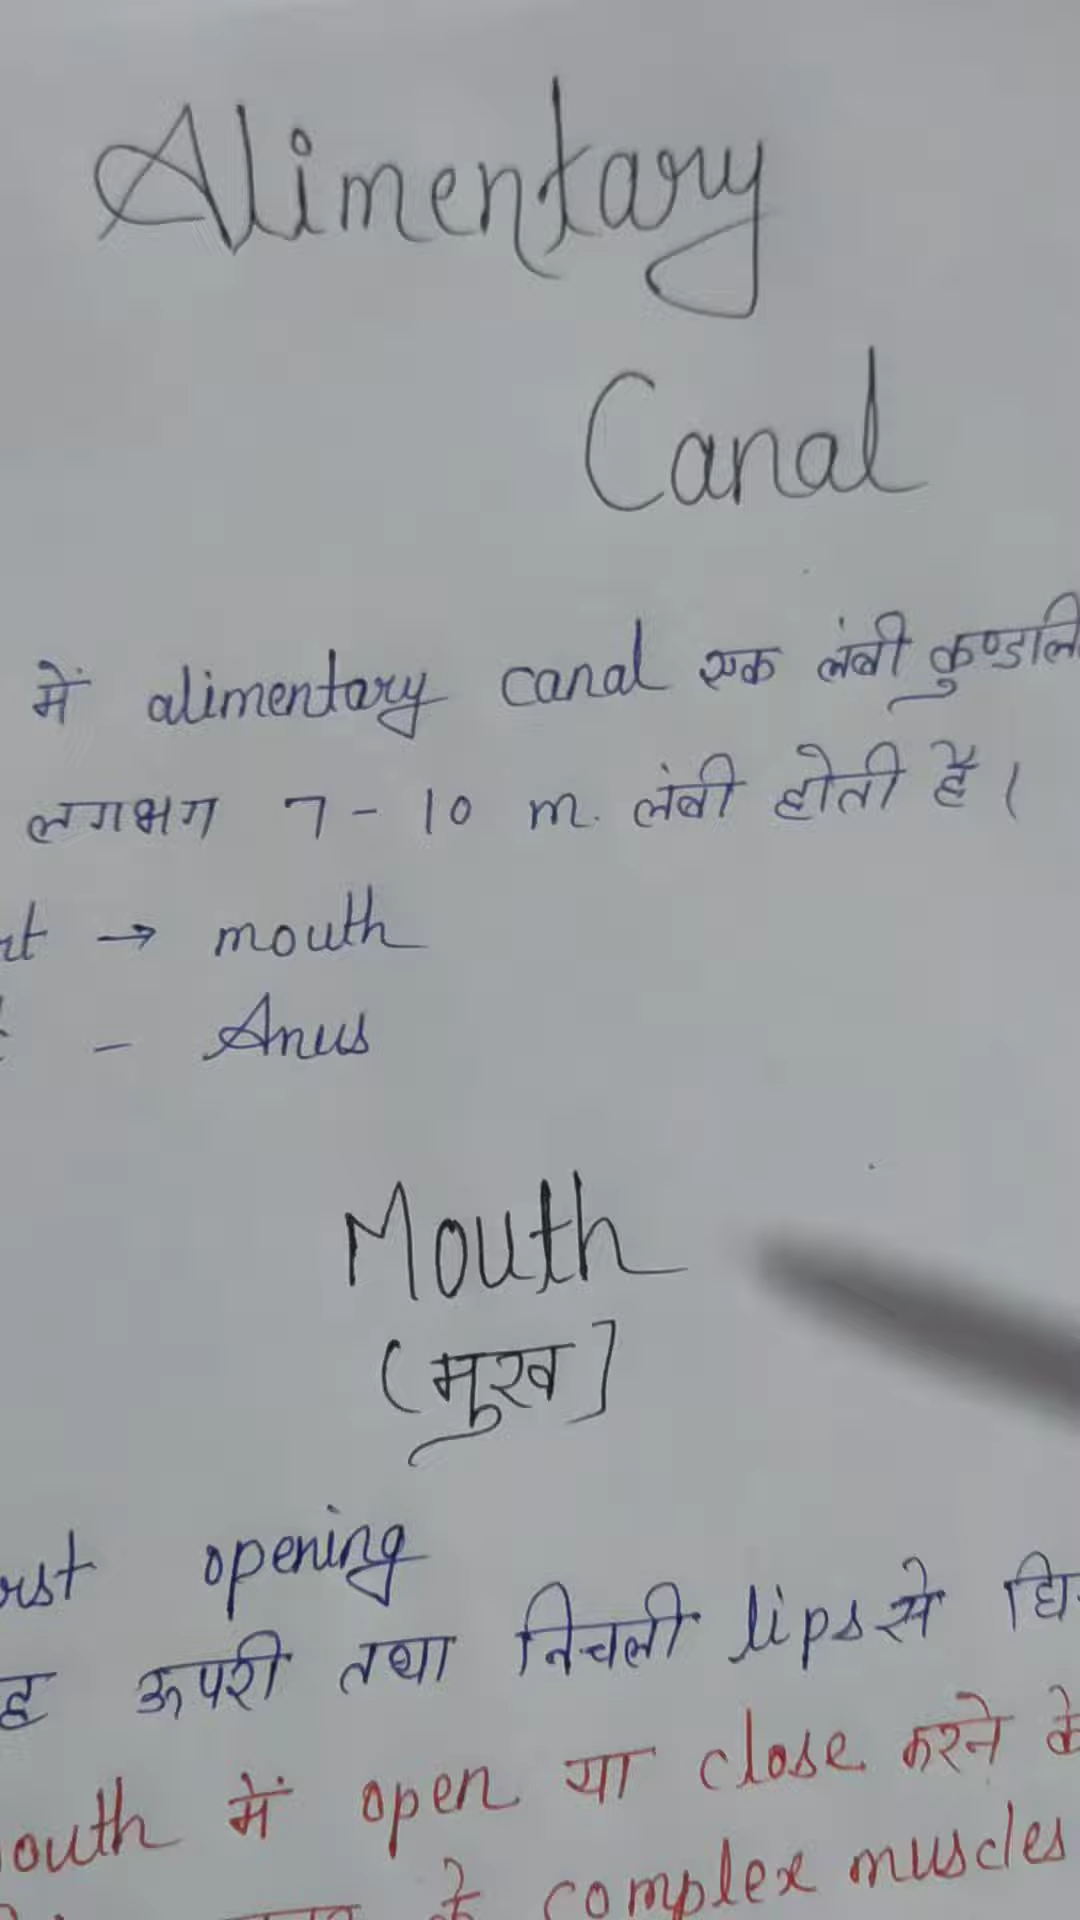 Alimentary
Canal
में alimentary canal एक लंबी कुण्डलि
लगभग 7-10 m. लंबी होती है।
→ mouth
- Anus
Mouth
(मुख]
opening
ऊपरी तथा निचली lips से घि
outh में open या close करने के
के complex muscles